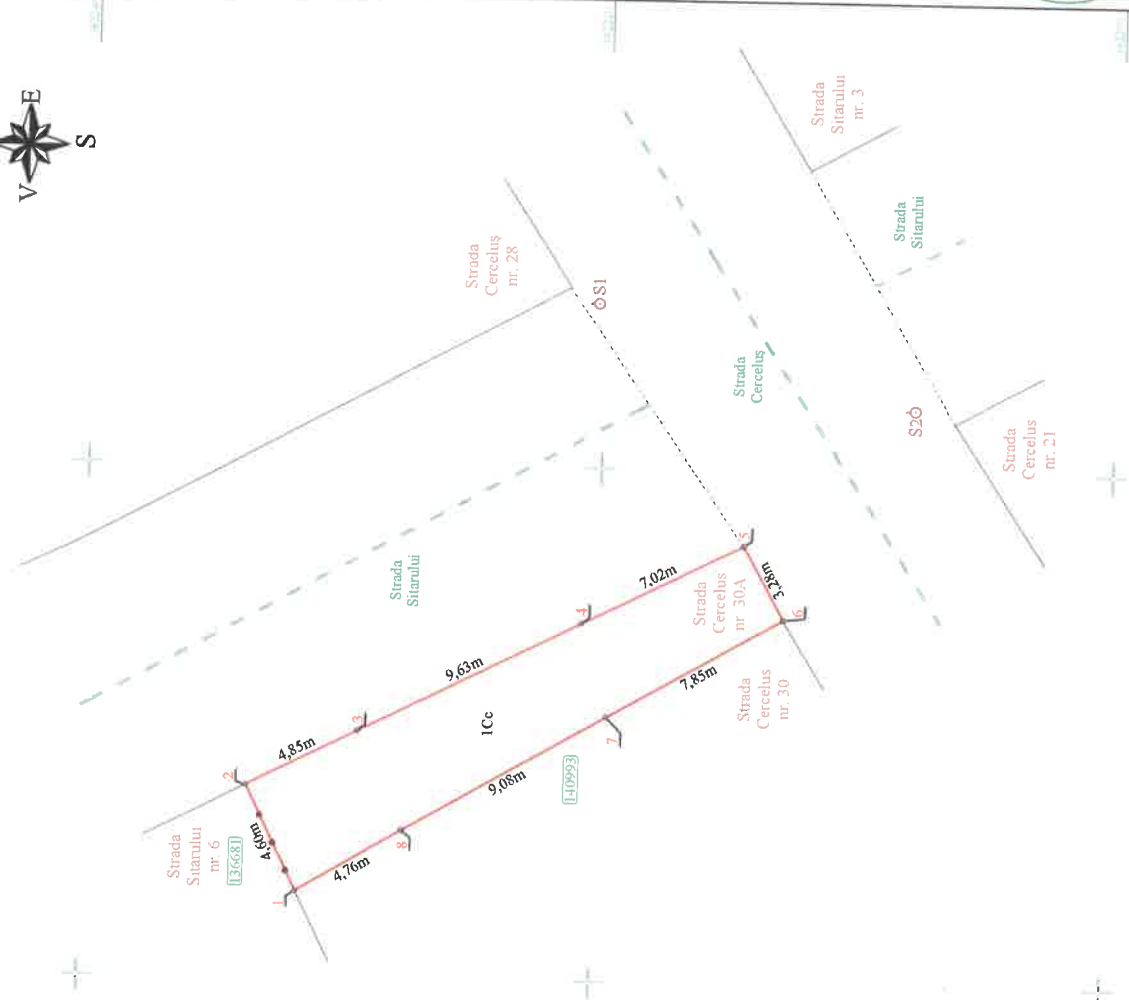 V
E
S
Strada
Sitarului
nr. 3
Strada
Cerceluș
nr. 28
S1
Strada
Sitarului
Strada
Cerceluș
S2
Strada
Cercelus
nr. 21
Strada
Sitarului
5
7,02m
3,28m
Strada
Cercelus
nr 30A
4
6
9,63m
7,85m
Strada
Cercelus
nr. 30
1Cc
3
7
4,85m
9,08m
140993
2
Strada
Sitarului
nr. 6
136681
4,60m
8
4,76m
1